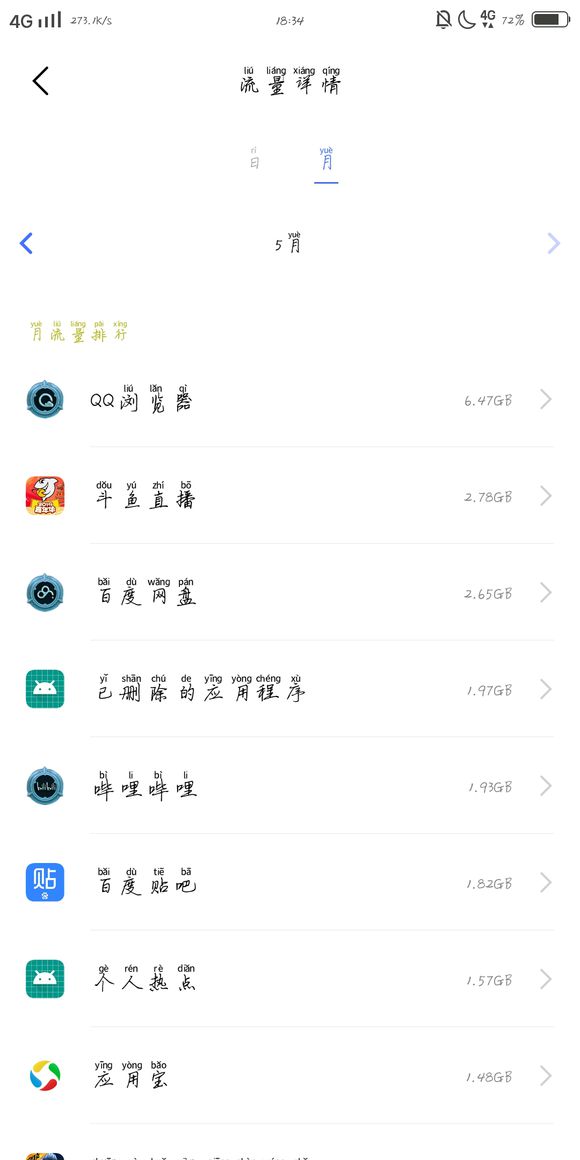 4G 273.1K/S 18:34 4G 72%
liú liáng xiáng qíng
流量详情
rí yuè
日 月
yuè
5月
yuè liú liáng pái xíng
月流量排行
liú lǎn qì
QQ浏览器 6.47GB
dǒu yú zhí bō
斗鱼直播 2.78GB
bǎi dù wǎng pán
百度网盘 2.65GB
yǐ shān chú de yīng yòng chéng xù
已删除的应用程序 1.97GB
bì li bì li
哔哩哔哩 1.93GB
贴
bǎi dù tiē bā
百度贴吧 1.82GB
gè rén rè diǎn
个人热点 1.57GB
yīng yòng bǎo
应用宝 1.48GB